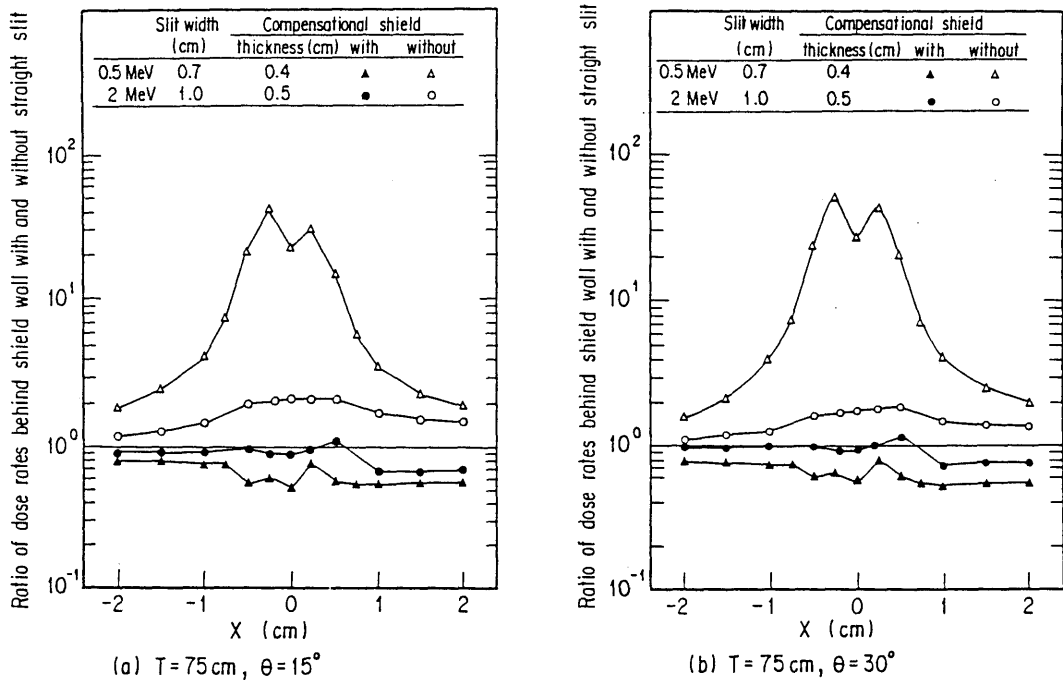 Ratio of dose rates behind shield wall with and without straight slit
Slit width Compensational shield
(cm) thickness (cm) with without
0.5 MeV 0.7 0.4 ▲ △
2 MeV 1.0 0.5 ● ○
10² 
10¹
10⁰
10⁻¹
-2 -1 0 1 2
X (cm)
(a) T = 75 cm, θ = 15°
Ratio of dose rates behind shield wall with and without straight slit
Slit width Compensational shield
(cm) thickness (cm) with without
0.5 MeV 0.7 0.4 ▲ △
2 MeV 1.0 0.5 ● ○
10²
10¹
10⁰
10⁻¹
-2 -1 0 1 2
X (cm)
(b) T = 75 cm, θ = 30°